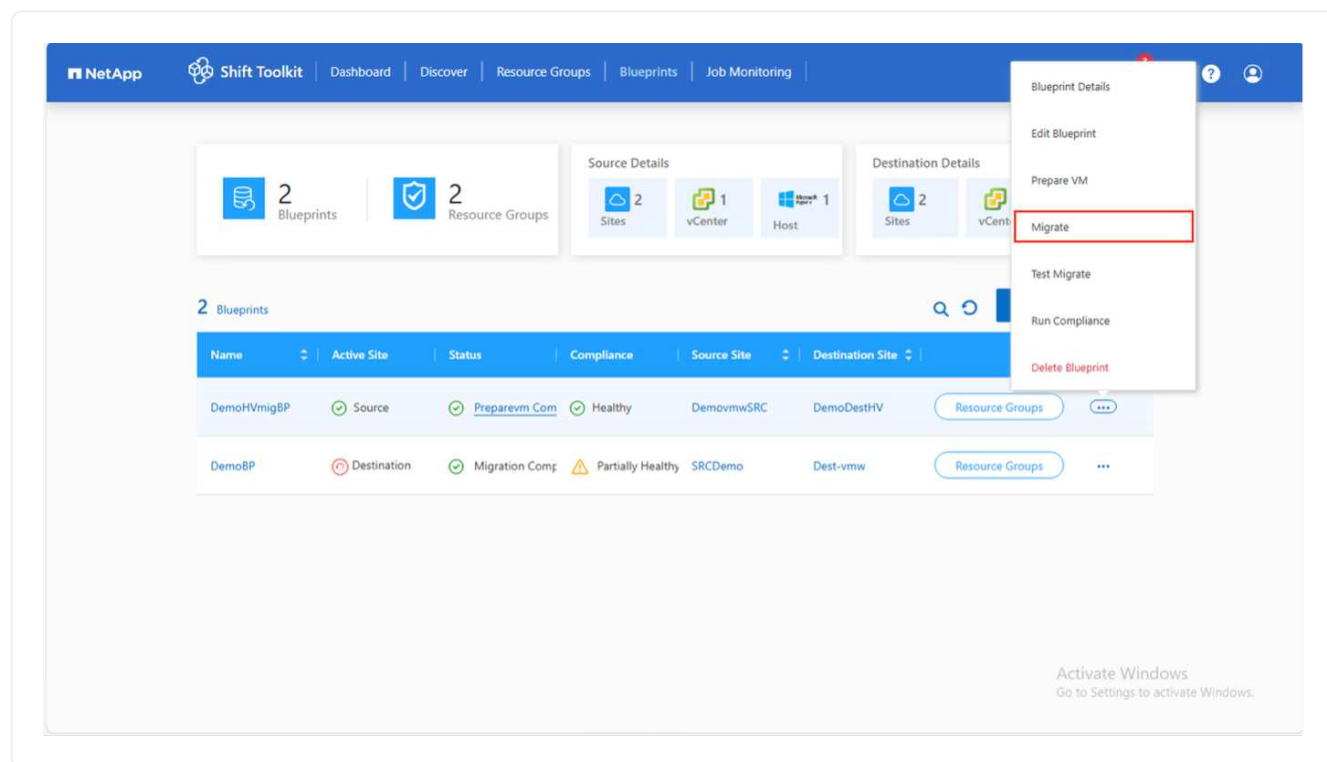 NetApp
Shift Toolkit
Dashboard
Discover
Resource Groups
Blueprints
Job Monitoring
?
Blueprint Details
Edit Blueprint
Prepare VM
Migrate
Test Migrate
Run Compliance
Delete Blueprint
2
Blueprints
2
Resource Groups
Source Details
2
Sites
1
vCenter
Microsoft
Hyper-V
1
Host
Destination Details
2
Sites
vCent
2 Blueprints
Name Active Site Status Compliance Source Site Destination Site
DemoHVmigBP Source Preparevm Com Healthy DemovmwSRC DemoDestHV Resource Groups ...
DemoBP Destination Migration Comp Partially Healthy SRCDemo Dest-vmw Resource Groups ...
Activate Windows
Go to Settings to activate Windows.